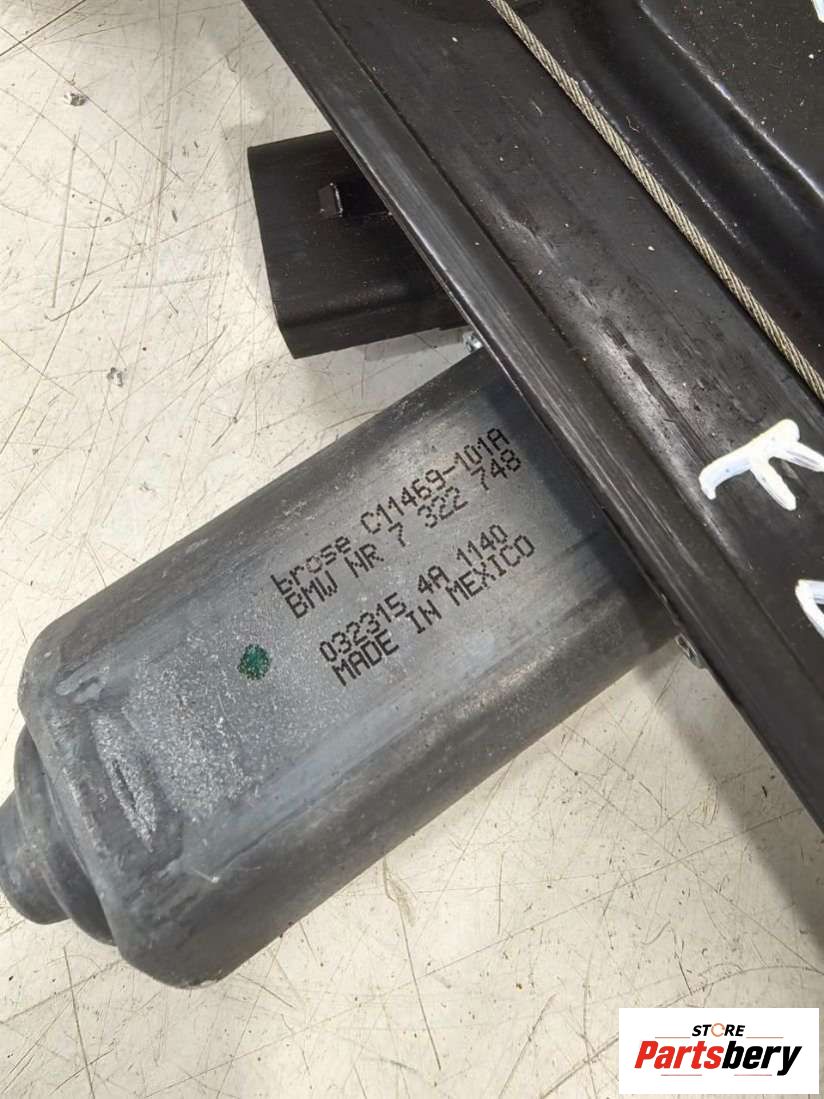 brose C11469-101A
BMW NR 7 322 748
032315 4A 1140
MADE IN MEXICO
F
STORE
Partsbery